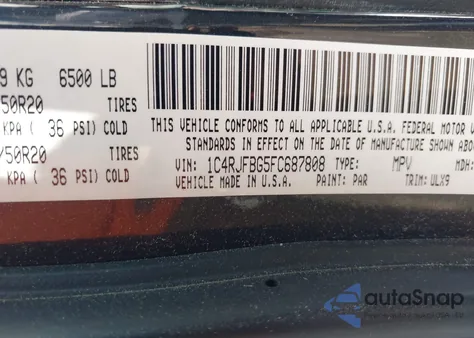 9 KG 6500 LB
/50R20 TIRES
KPA ( 36 PSI) COLD
/50R20 TIRES
KPA ( 36 PSI) COLD
THIS VEHICLE CONFORMS TO ALL APPLICABLE U.S.A. FEDERAL MOTOR
STANDARDS IN EFFECT ON THE DATE OF MANUFACTURE SHOWN ABO
VIN: 1C4RJFBG5FC687808 TYPE: MPV MDH:
VEHICLE MADE IN U.S.A. PAINT: PAR TRIM: ULX9
autoSnap